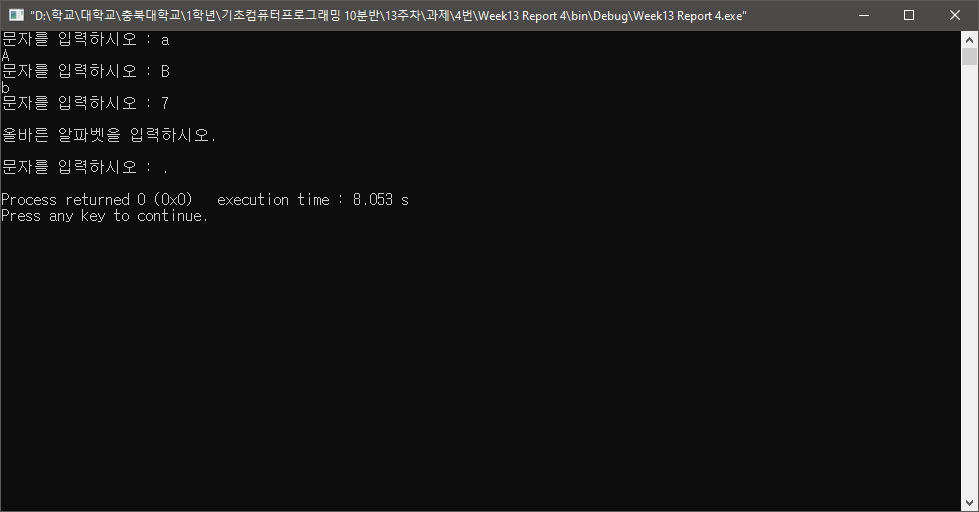 "D:\학교\대학교\충북대학교\1학년\기초컴퓨터프로그래밍 10분반\13주차\과제\4번\Week13 Report 4\bin\Debug\Week13 Report 4.exe"
문자를 입력하시오 : a
A
문자를 입력하시오 : B
b
문자를 입력하시오 : 7
올바른 알파벳을 입력하시오.
문자를 입력하시오 : .
Process returned 0 (0x0)   execution time : 8.053 s
Press any key to continue.